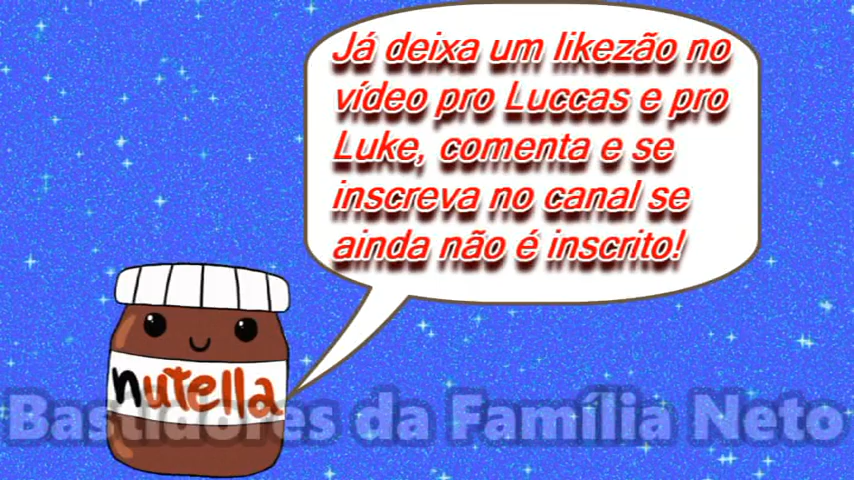 Já deixa um likezão no
vídeo pro Luccas e pro
Luke, comenta e se
inscreva no canal se
ainda não é inscrito!
nutella
Bastidores da Família Neto